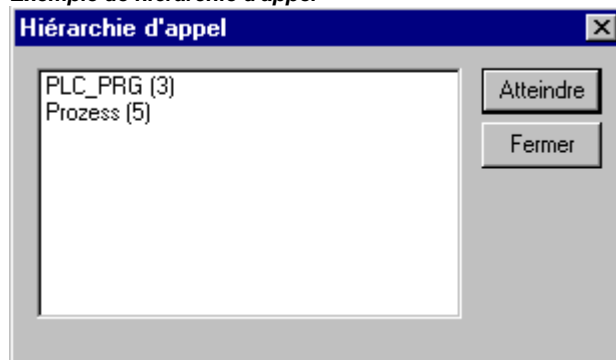 Exemple de hiérarchie d'appel
Hiérarchie d'appel
PLC_PRG (3)
Prozess (5)
Atteindre
Fermer